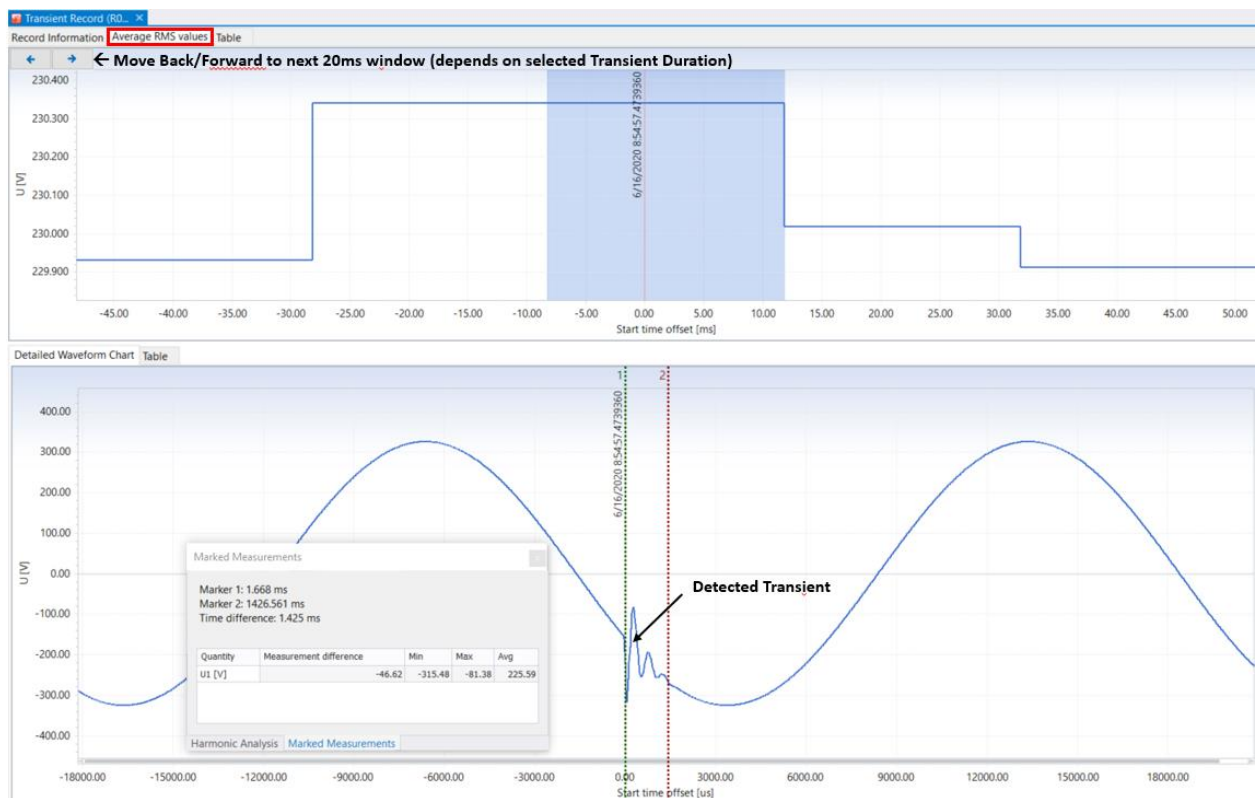 Transient Record (R0... ×
Record Information Average RMS values Table
← → ← Move Back/Forward to next 20ms window (depends on selected Transient Duration)
230.400
230.300
230.200
230.100
230.000
229.900
U [V]
6/16/2020 8:54:57.4739360
-45.00 -40.00 -35.00 -30.00 -25.00 -20.00 -15.00 -10.00 -5.00 0.00 5.00 10.00 15.00 20.00 25.00 30.00 35.00 40.00 45.00 50.00
Start time offset [ms]
Detailed Waveform Chart Table
1 2
6/16/2020 8:54:57.4739360
400.00
300.00
200.00
100.00
0.00
-100.00
-200.00
-300.00
-400.00
U [V]
Detected Transient
Marked Measurements
Marker 1: 1.668 ms
Marker 2: 1426.561 ms
Time difference: 1.425 ms
Quantity Measurement difference Min Max Avg
U1 [V] -46.62 -315.48 -81.38 225.59
Harmonic Analysis Marked Measurements
-18000.00 -15000.00 -12000.00 -9000.00 -6000.00 -3000.00 0.00 3000.00 6000.00 9000.00 12000.00 15000.00 18000.00
Start time offset [us]